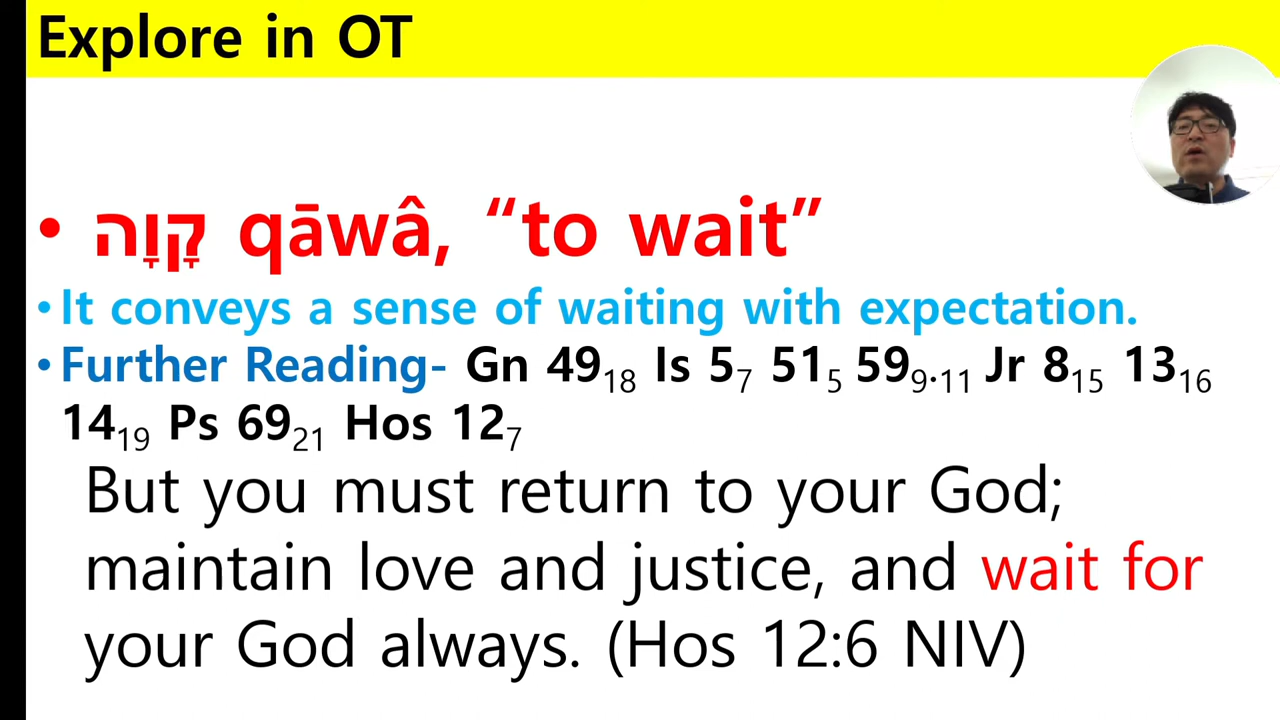 Explore in OT
• קָוָה qāwâ, “to wait”
• It conveys a sense of waiting with expectation.
• Further Reading- Gn 49₁₈ Is 5₇ 51₅ 59₉.₁₁ Jr 8₁₅ 13₁₆
14₁₉ Ps 69₂₁ Hos 12₇
But you must return to your God;
maintain love and justice, and wait for
your God always. (Hos 12:6 NIV)